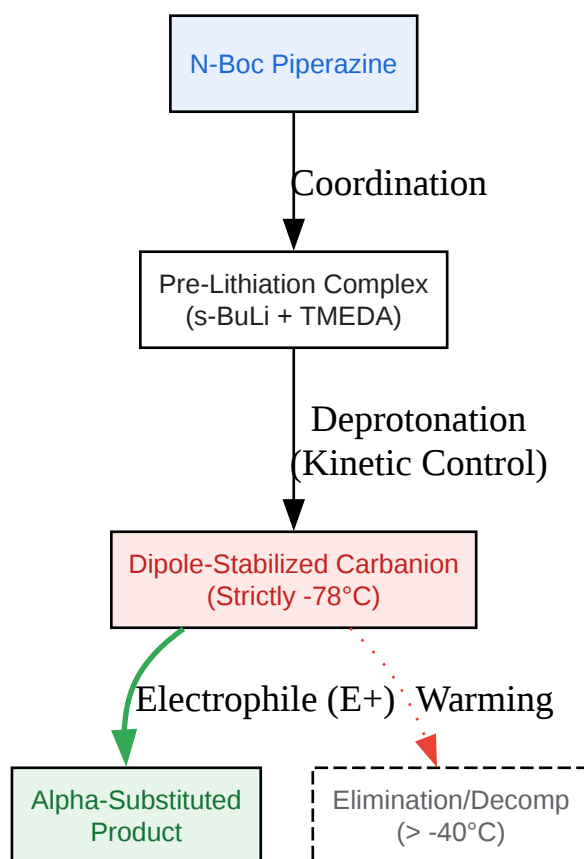 N-Boc Piperazine
Coordination
Pre-Lithiation Complex
(s-BuLi + TMEDA)
Deprotonation
(Kinetic Control)
Dipole-Stabilized Carbanion
(Strictly -78°C)
Electrophile (E+)
Warming
Alpha-Substituted
Product
Elimination/Decomp
(> -40°C)